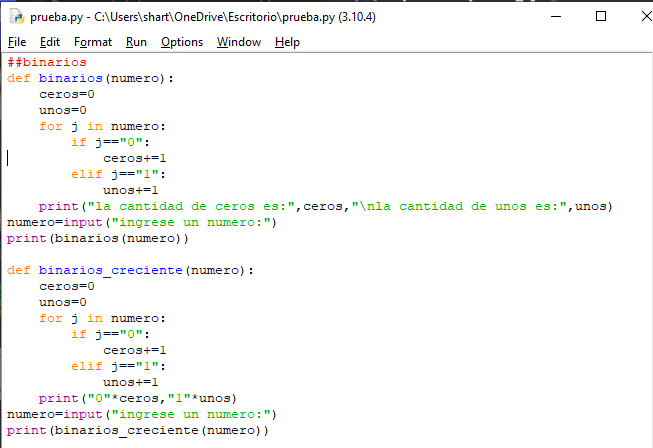 prueba.py - C:\Users\shart\OneDrive\Escritorio\prueba.py (3.10.4)
File Edit Format Run Options Window Help
##binarios
def binarios(numero):
    ceros=0
    unos=0
    for j in numero:
        if j=="0":
            ceros+=1
        elif j=="1":
            unos+=1
    print("la cantidad de ceros es:",ceros,"\nla cantidad de unos es:",unos)
numero=input("ingrese un numero:")
print(binarios(numero))

def binarios_creciente(numero):
    ceros=0
    unos=0
    for j in numero:
        if j=="0":
            ceros+=1
        elif j=="1":
            unos+=1
    print("0"*ceros,"1"*unos)
numero=input("ingrese un numero:")
print(binarios_creciente(numero))